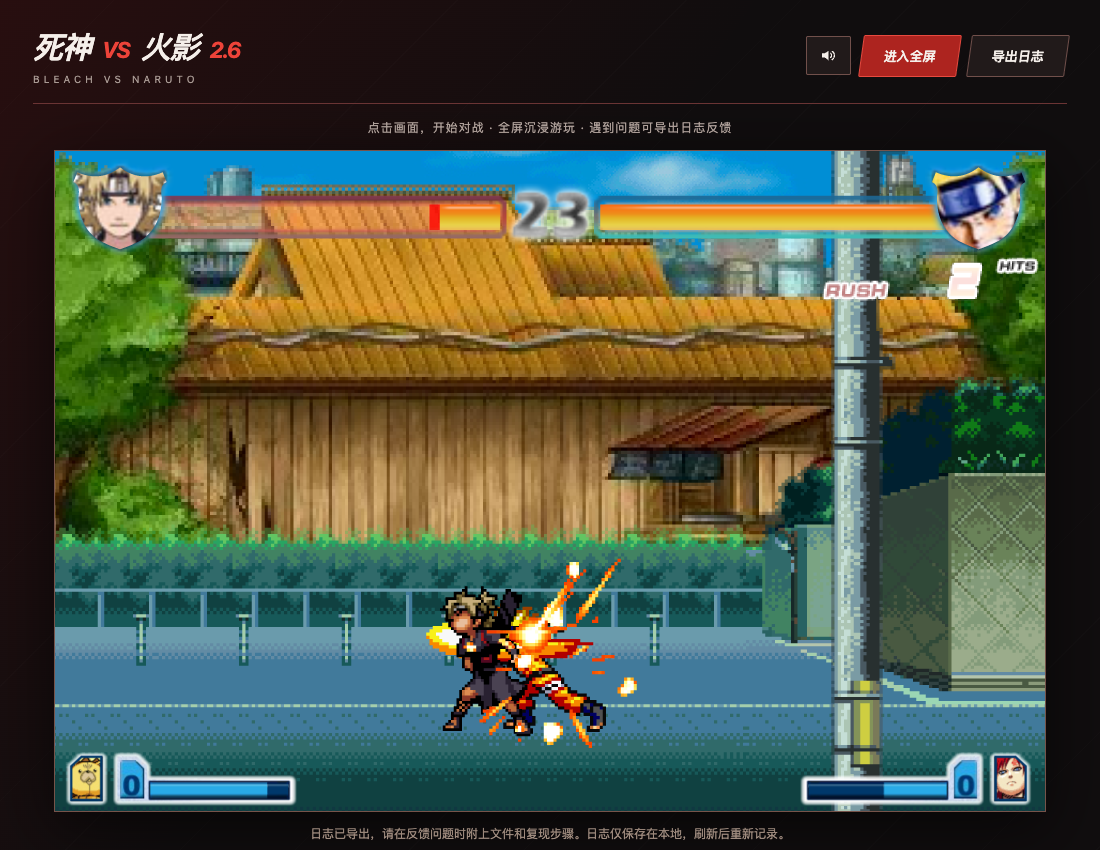 死神 VS 火影 2.6
BLEACH VS NARUTO
进入全屏
导出日志
点击画面，开始对战 · 全屏沉浸游玩 · 遇到问题可导出日志反馈
23
2 HITS
RUSH
0
0
日志已导出，请在反馈问题时附上文件和复现步骤。日志仅保存在本地，刷新后重新记录。